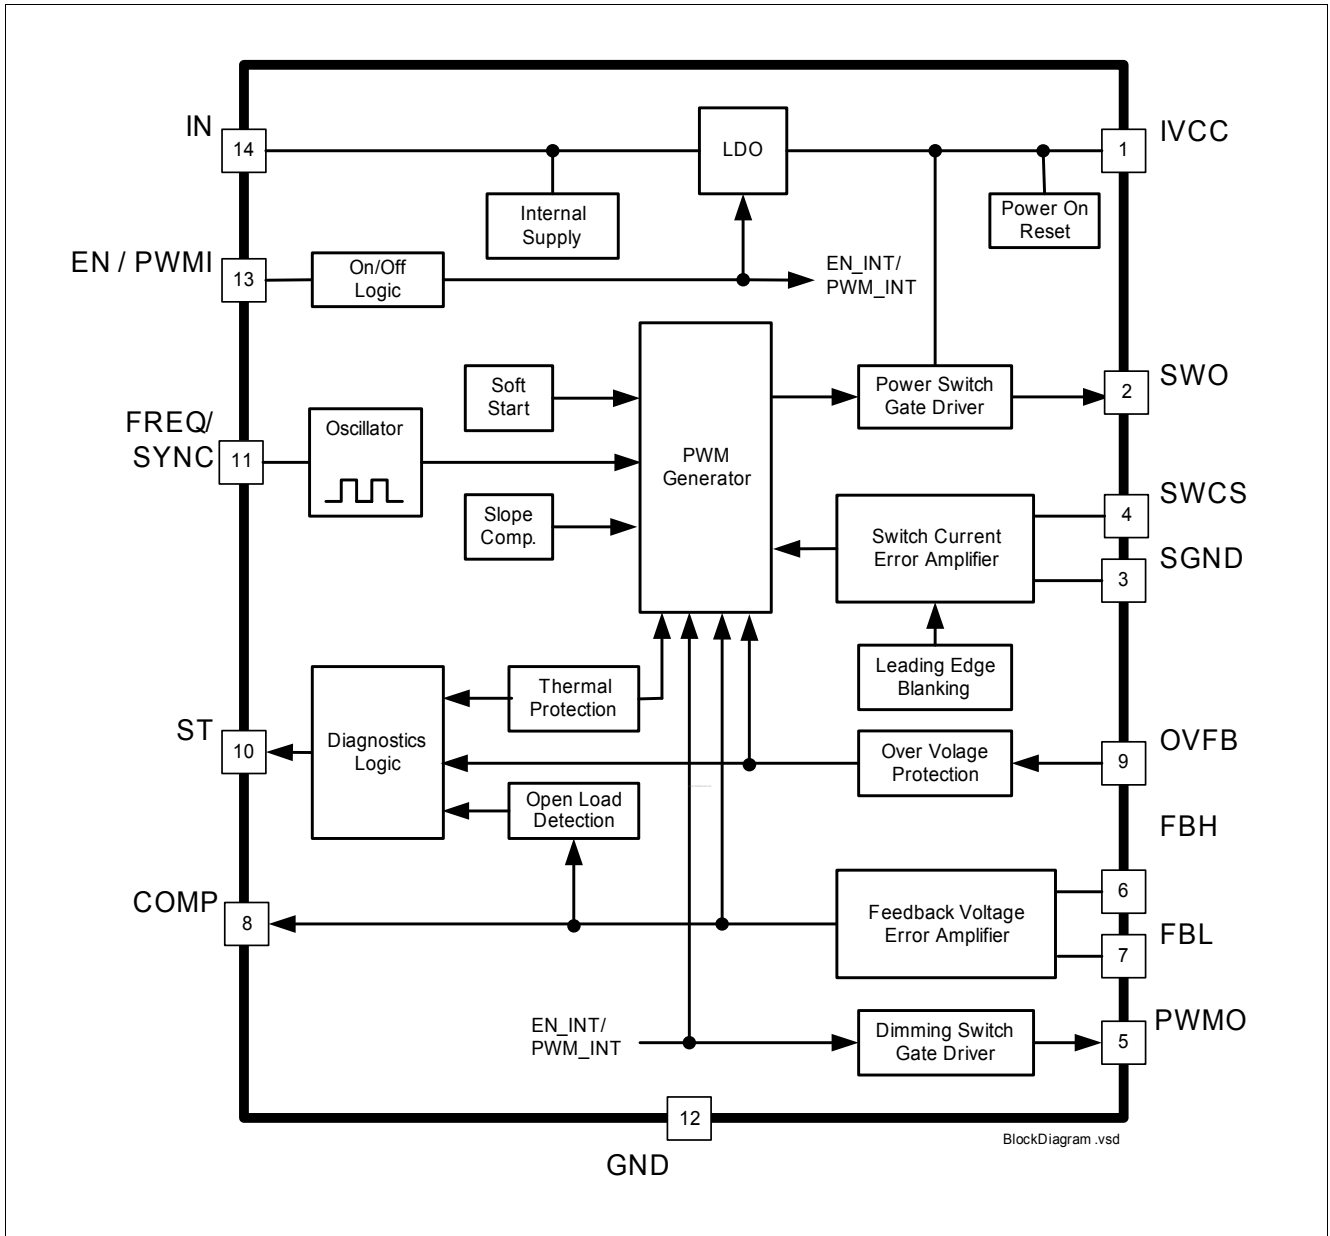 IN
14
LDO
1
IVCC
Internal
Supply
Power On
Reset
EN / PWMI
13
On/Off
Logic
EN_INT/
PWM_INT
Soft
Start
Power Switch
Gate Driver
2
SWO
FREQ/
SYNC
11
Oscillator
PWM
Generator
Slope
Comp.
Switch Current
Error Amplifier
4
SWCS
3
SGND
Leading Edge
Blanking
Thermal
Protection
ST
10
Diagnostics
Logic
Over Volage
Protection
9
OVFB
Open Load
Detection
FBH
COMP
8
Feedback Voltage
Error Amplifier
6
7
FBL
EN_INT/
PWM_INT
Dimming Switch
Gate Driver
5
PWMO
12
GND
BlockDiagram .vsd